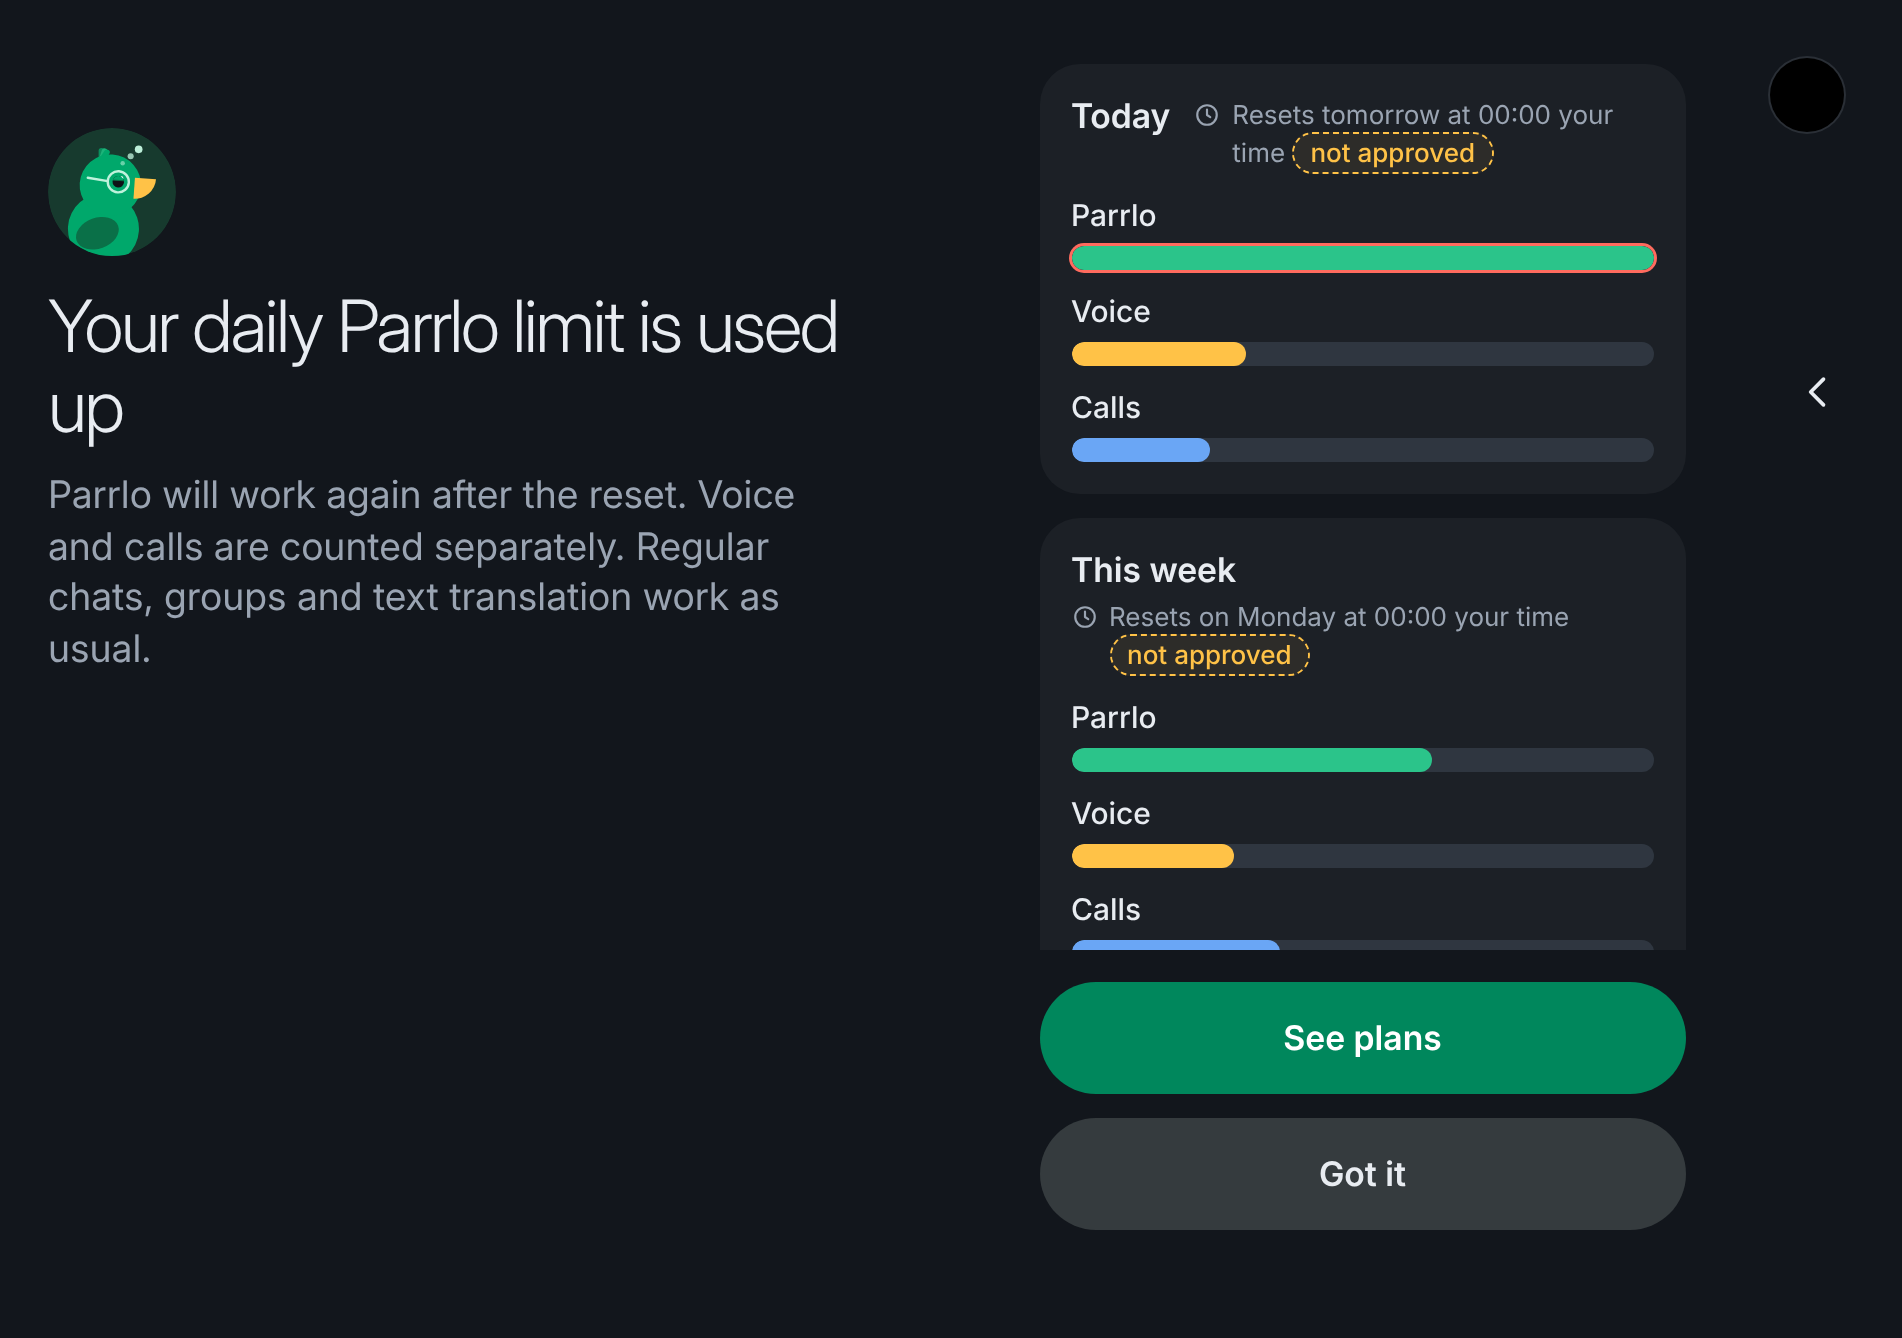 Your daily Parrlo limit is used
up
Parrlo will work again after the reset. Voice
and calls are counted separately. Regular
chats, groups and text translation work as
usual.
Today
Resets tomorrow at 00:00 your
time not approved
Parrlo
Voice
Calls
This week
Resets on Monday at 00:00 your time
not approved
Parrlo
Voice
Calls
See plans
Got it